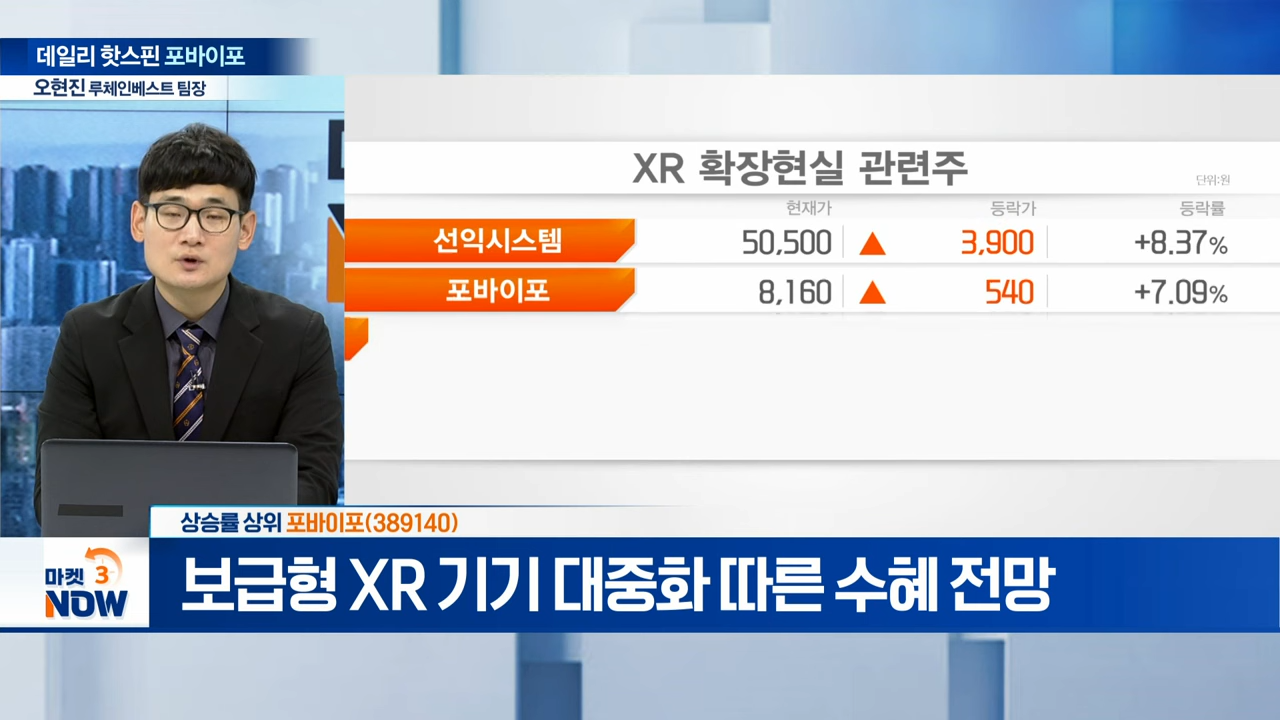 데일리 핫스핀 포바이포
오현진 루체인베스트 팀장
XR 확장현실 관련주
단위:원
현재가 등락가 등락률
선익시스템 50,500 ▲ 3,900 +8.37%
포바이포 8,160 ▲ 540 +7.09%
상승률 상위 포바이포(389140)
마켓 3
NOW
보급형 XR 기기 대중화 따른 수혜 전망